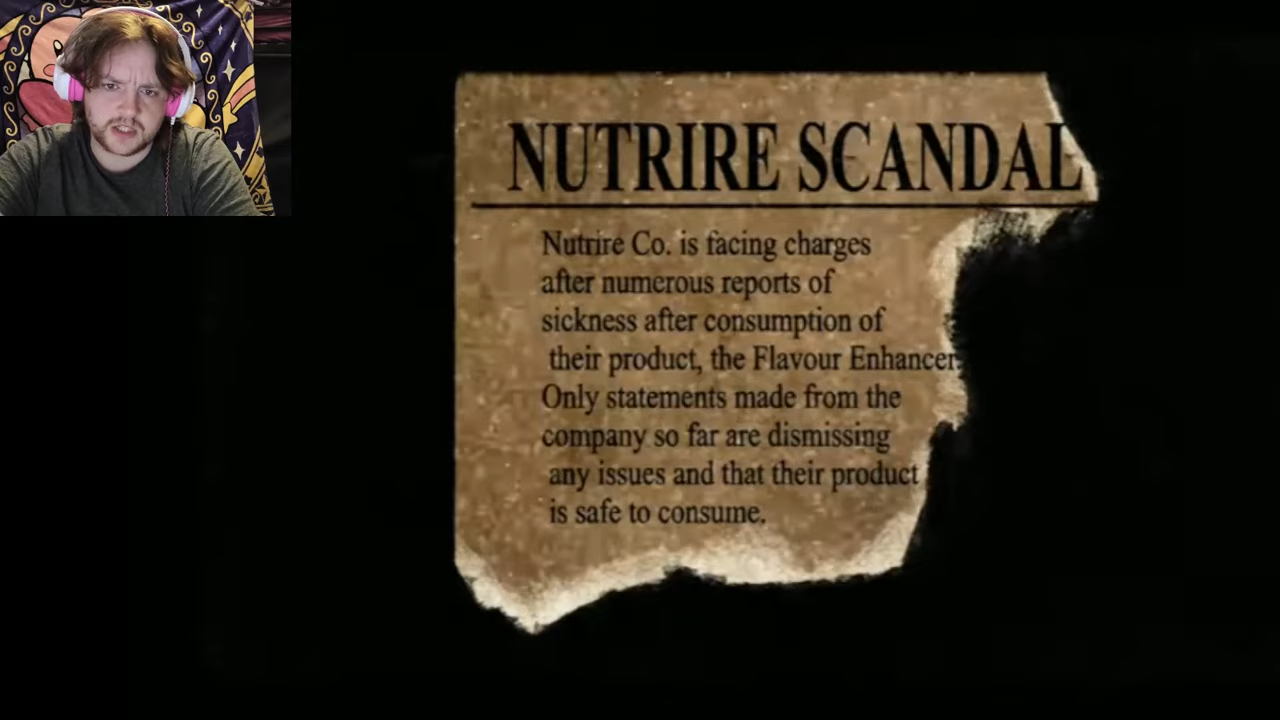 NUTRIRE SCANDAL
Nutrire Co. is facing charges
after numerous reports of
sickness after consumption of
their product, the Flavour Enhancer.
Only statements made from the
company so far are dismissing
any issues and that their product
is safe to consume.